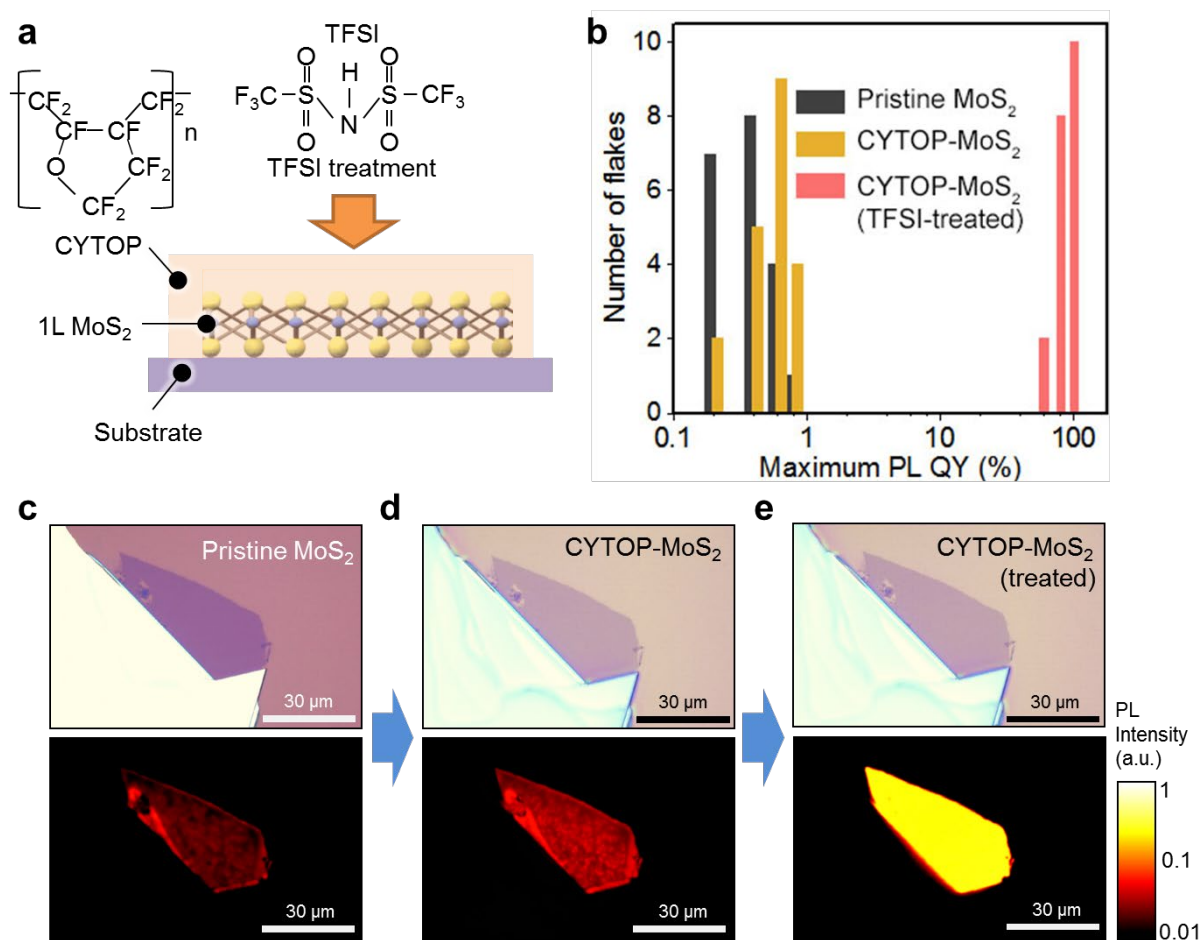 a
TFSI
O H O
F₃C S S CF₃
O N O
TFSI treatment
CF₂ CF₂
CF CF
O CF₂
CF₂
n
CYTOP
1L MoS₂
Substrate
b
Number of flakes
10
8
6
4
2
0
Pristine MoS₂
CYTOP-MoS₂
CYTOP-MoS₂
(TFSI-treated)
0.1 1 10 100
Maximum PL QY (%)
c
Pristine MoS₂
30 µm
30 µm
d
CYTOP-MoS₂
30 µm
30 µm
e
CYTOP-MoS₂
(treated)
30 µm
30 µm
PL
Intensity
(a.u.)
1
0.1
0.01